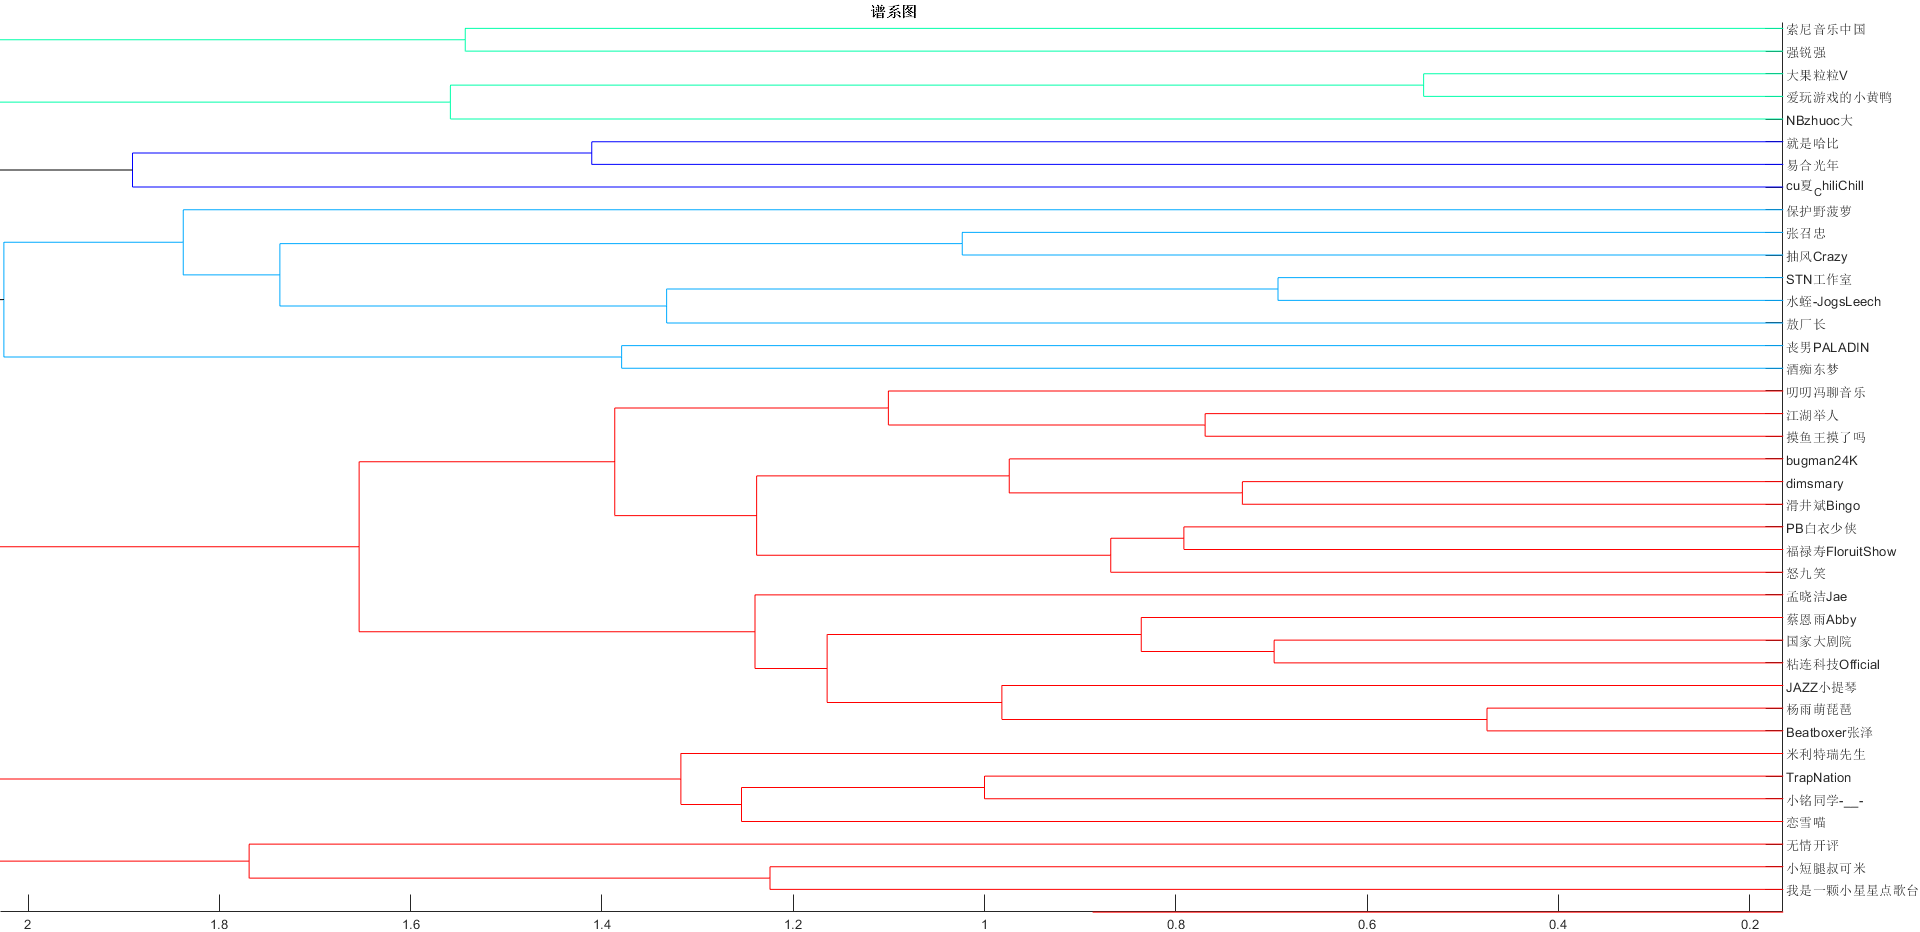 谱系图
索尼音乐中国
强锐强
大果粒粒V
爱玩游戏的小黄鸭
NBzhuoc大
就是哈比
易合光年
cu夏ChiliChill
保护野菠萝
张召忠
抽风Crazy
STN工作室
水蛭-JogsLeech
敖厂长
丧男PALADIN
酒痴东梦
叨叨冯聊音乐
江湖举人
摸鱼王摸了吗
bugman24K
dimsmary
滑井斌Bingo
PB白衣少侠
福禄寿FloruitShow
怒九笑
孟晓洁Jae
蔡恩雨Abby
国家大剧院
粘连科技Official
JAZZ小提琴
杨雨萌琵琶
Beatboxer张泽
米利特瑞先生
TrapNation
小铭同学-__-
恋雪喵
无情开评
小短腿叔可米
我是一颗小星星点歌台
2 1.8 1.6 1.4 1.2 1 0.8 0.6 0.4 0.2